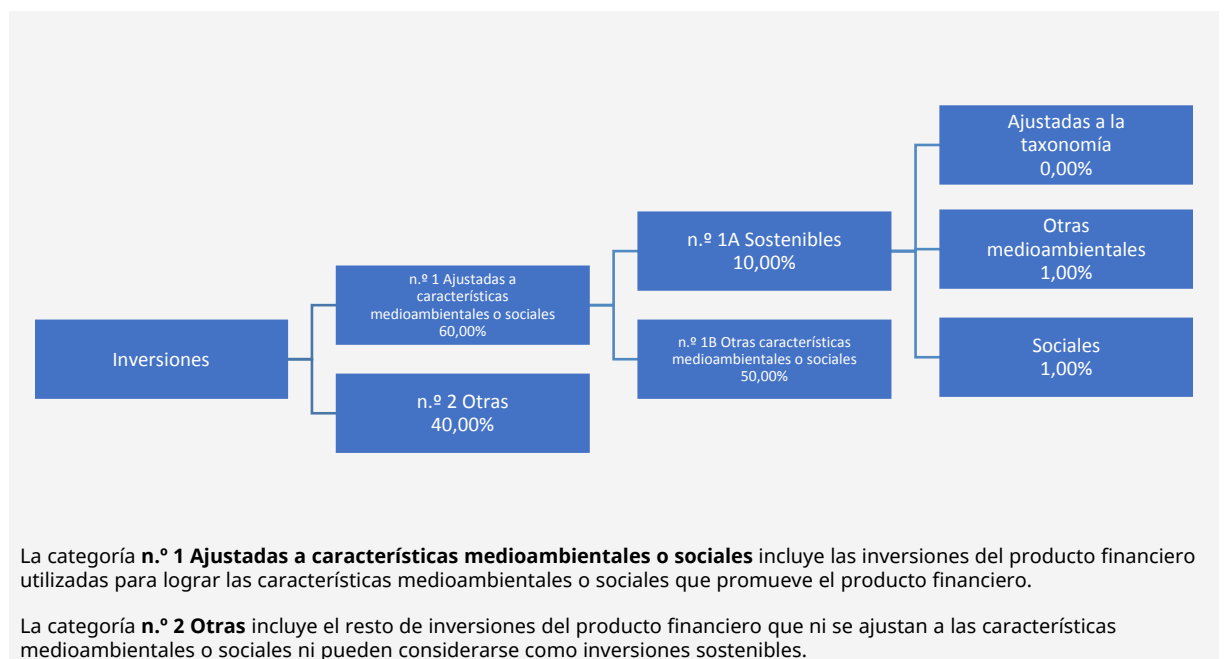 Inversiones
n.º 1 Ajustadas a
características
medioambientales o sociales
60,00%
n.º 2 Otras
40,00%
n.º 1A Sostenibles
10,00%
n.º 1B Otras características
medioambientales o sociales
50,00%
Ajustadas a la
taxonomía
0,00%
Otras
medioambientales
1,00%
Sociales
1,00%
La categoría n.º 1 Ajustadas a características medioambientales o sociales incluye las inversiones del producto financiero
utilizadas para lograr las características medioambientales o sociales que promueve el producto financiero.
La categoría n.º 2 Otras incluye el resto de inversiones del producto financiero que ni se ajustan a las características
medioambientales o sociales ni pueden considerarse como inversiones sostenibles.